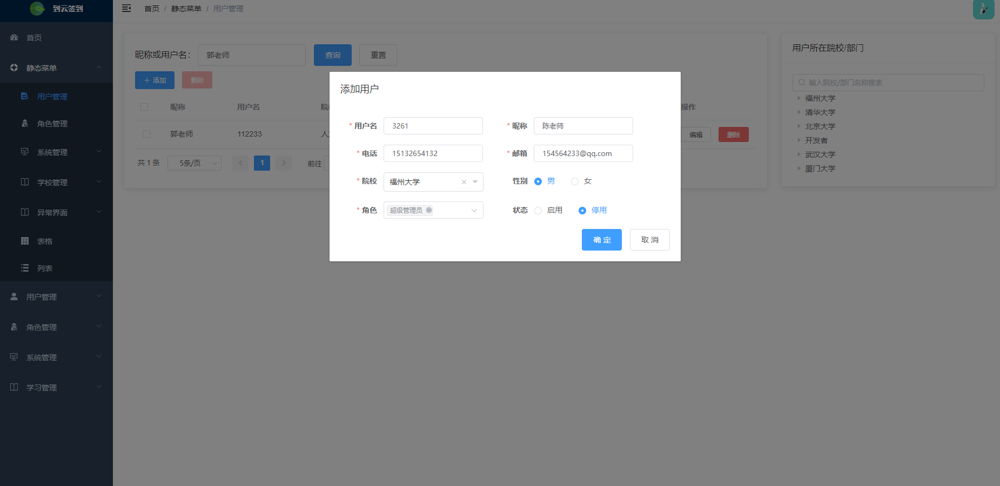 到云签到
首页 / 静态菜单 / 用户管理
首页
静态菜单
用户管理
角色管理
系统管理
学校管理
异常界面
表格
列表
用户管理
角色管理
系统管理
学习管理
昵称或用户名： 郭老师 查询 重置
+ 添加 删除
昵称 用户名 院 操作
郭老师 112233 人 编辑 删除
共 1 条 5条/页 1 前往
添加用户
* 用户名 3261 * 昵称 陈老师
* 电话 15132654132 * 邮箱 154564233@qq.com
* 院校 福州大学 性别 男 女
* 角色 超级管理员 状态 启用 停用
确 定 取 消
用户所在院校/部门
输入院校/部门名称搜索
福州大学
清华大学
北京大学
开发者
武汉大学
厦门大学